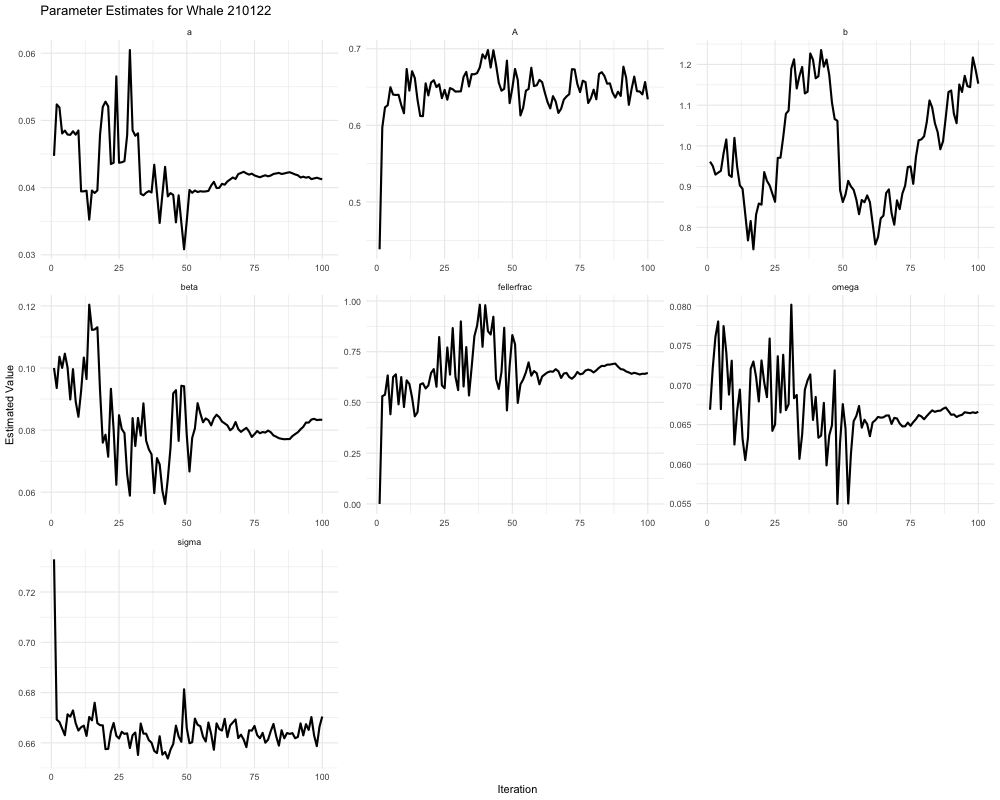 Parameter Estimates for Whale 210122
a
A
b
0.06
0.05
0.04
0.03
0 25 50 75 100
0.7
0.6
0.5
0 25 50 75 100
1.2
1.1
1.0
0.9
0.8
0 25 50 75 100
beta
fellerfrac
omega
0.12
0.10
0.08
0.06
0 25 50 75 100
1.00
0.75
0.50
0.25
0.00
0 25 50 75 100
0.080
0.075
0.070
0.065
0.060
0.055
0 25 50 75 100
Estimated Value
sigma
0.72
0.70
0.68
0.66
0 25 50 75 100
Iteration